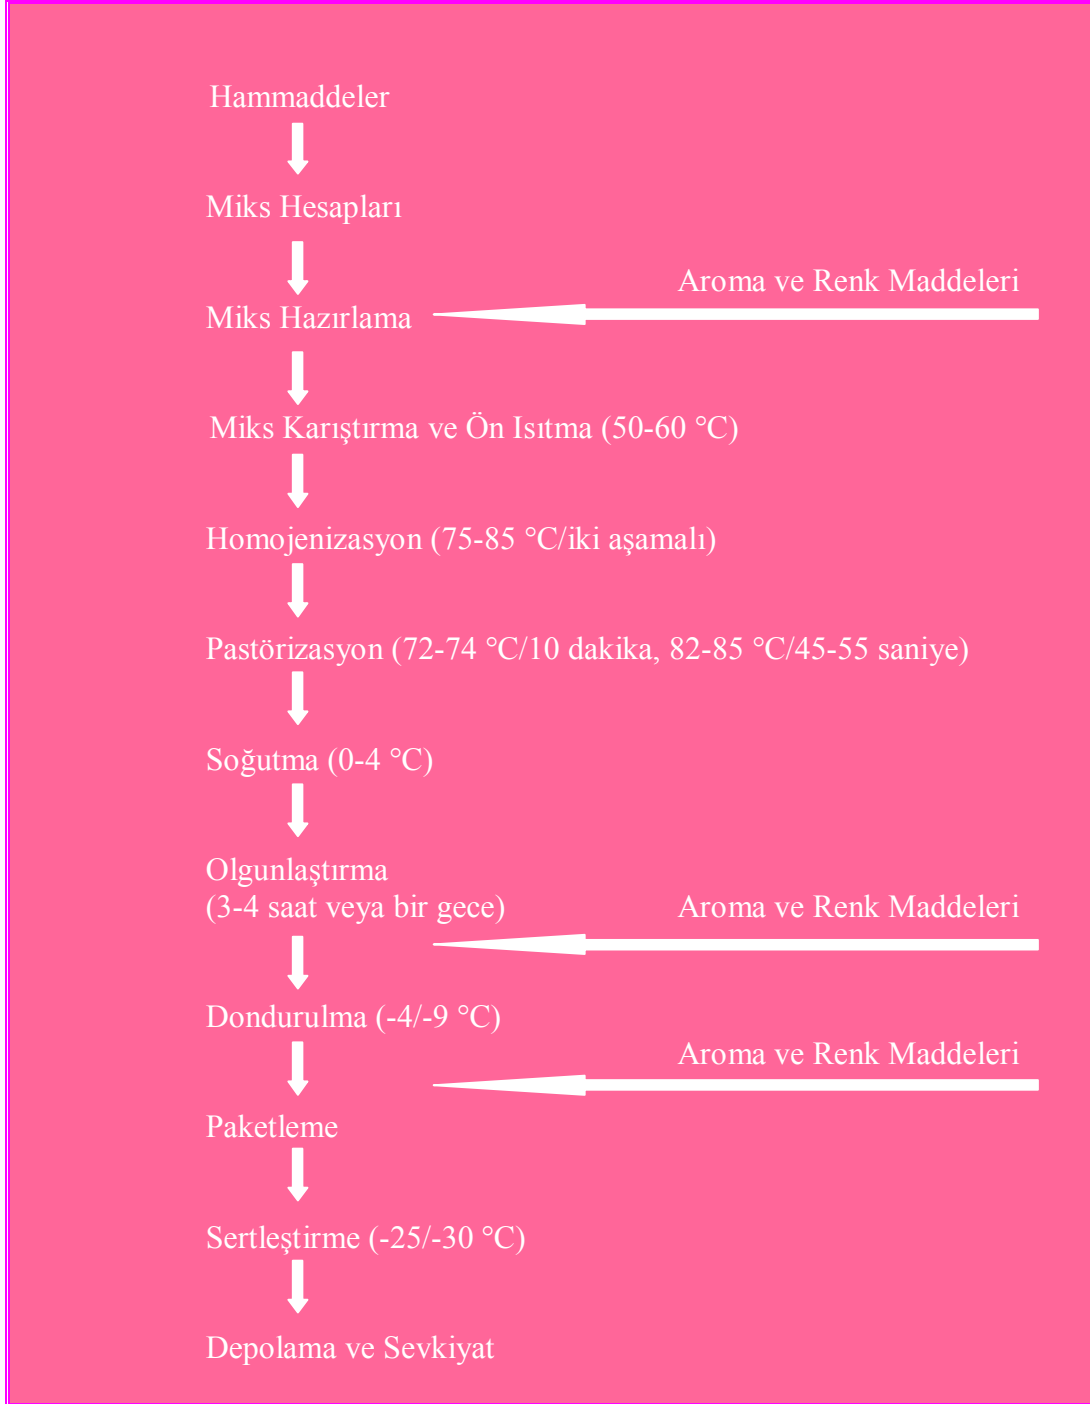 Hammaddeler
Miks Hesapları
Aroma ve Renk Maddeleri
Miks Hazırlama
Miks Karıştırma ve Ön Isıtma (50-60 °C)
Homojenizasyon (75-85 °C/iki aşamalı)
Pastörizasyon (72-74 °C/10 dakika, 82-85 °C/45-55 saniye)
Soğutma (0-4 °C)
Olgunlaştırma
(3-4 saat veya bir gece)
Aroma ve Renk Maddeleri
Dondurulma (-4/-9 °C)
Aroma ve Renk Maddeleri
Paketleme
Sertleştirme (-25/-30 °C)
Depolama ve Sevkiyat